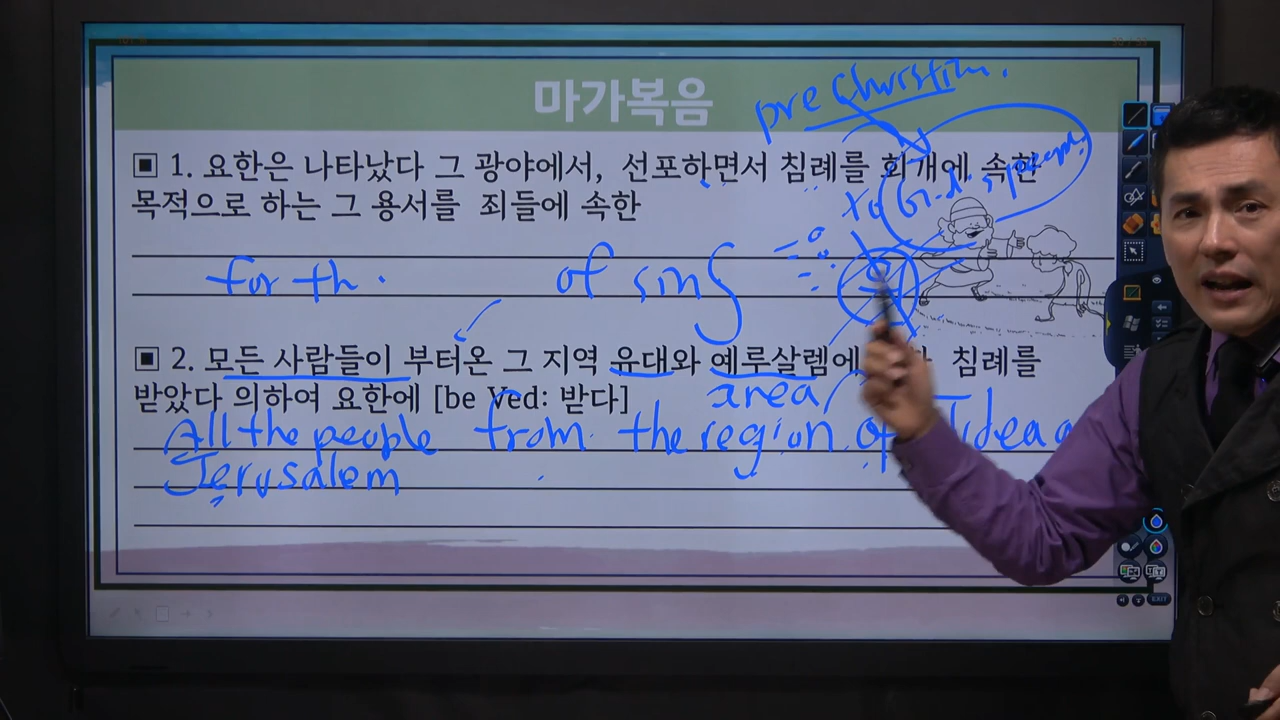 마가복음
pre
▣ 1. 요한은 나타났다 그 광야에서, 선포하면서 침례를 회개에 속한
목적으로 하는 그 용서를 죄들에 속한
to
for th.
of sins
▣ 2. 모든 사람들이 부터온 그 지역 유대와 예루살렘에 침례를
받았다 의하여 요한에 [be Ved: 받다]
area
All the people from the region of Judea a
Jerusalem
EXIT